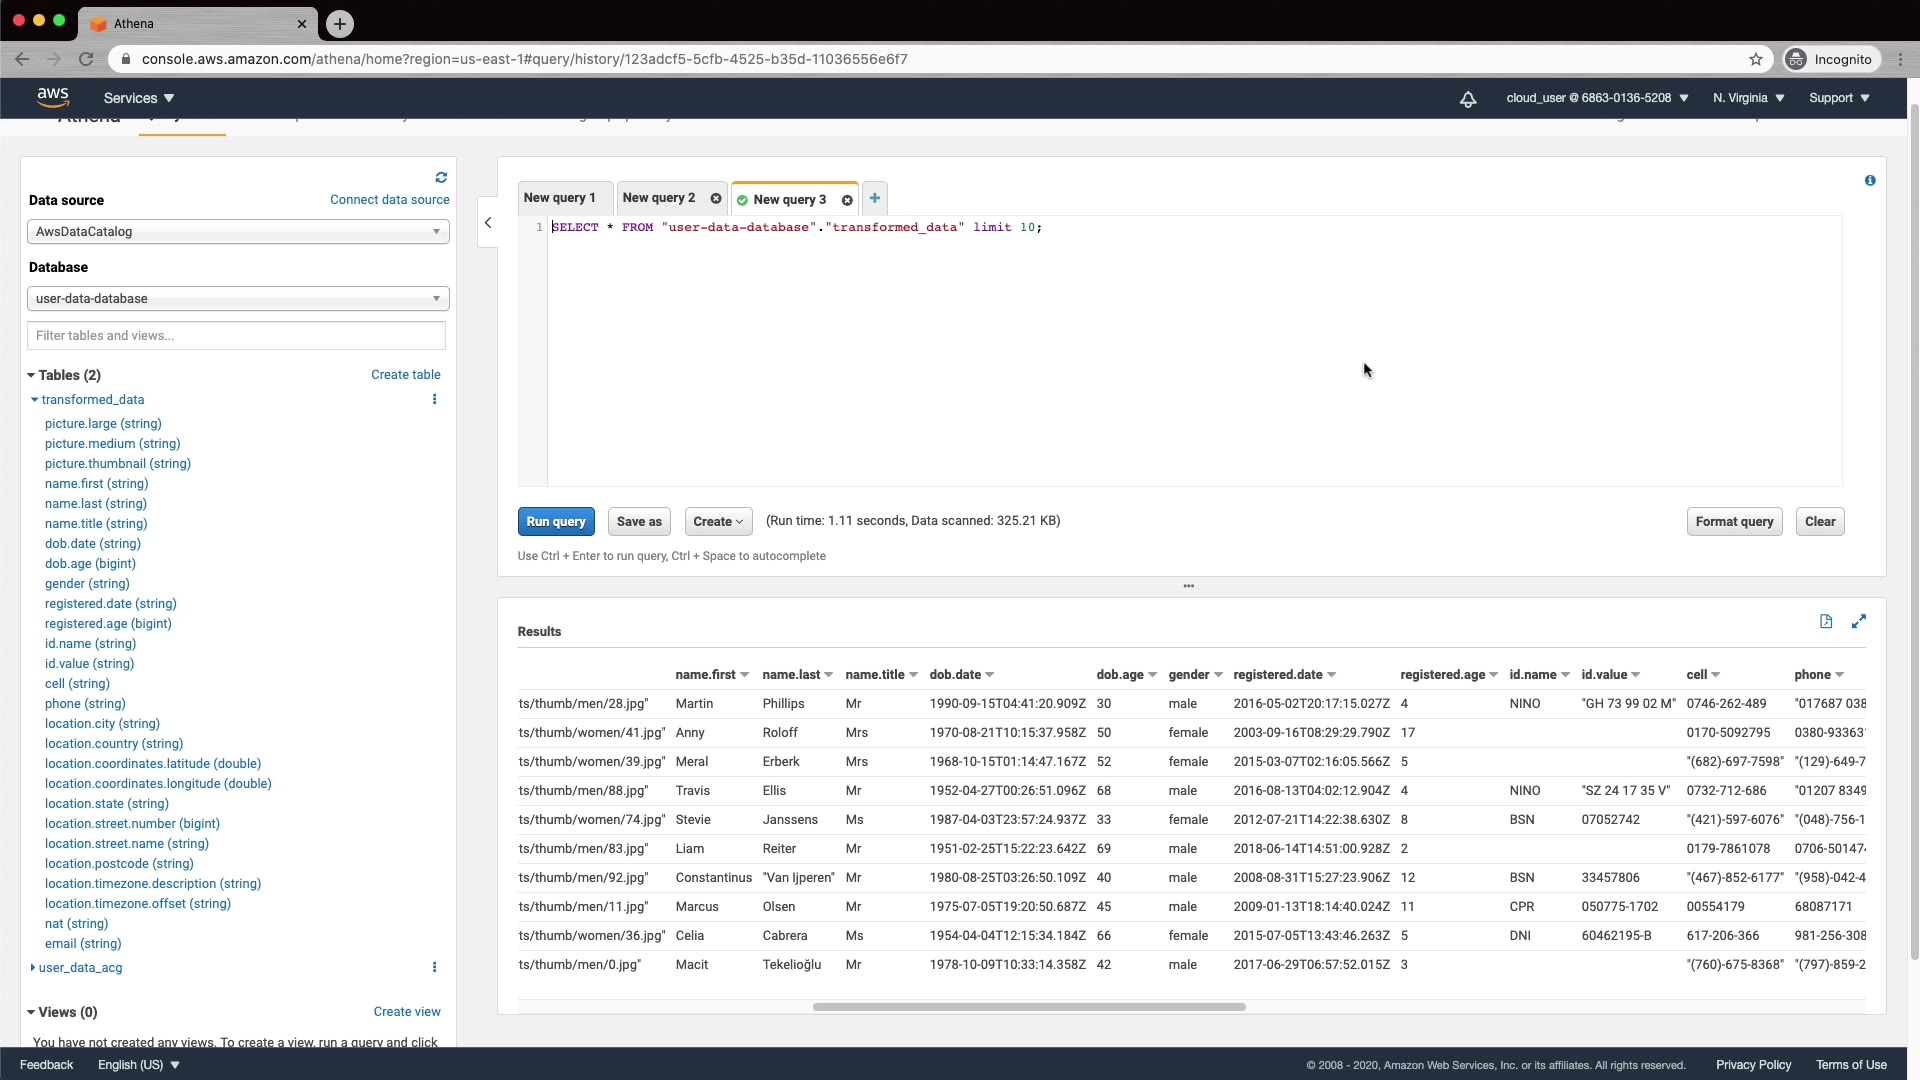 Athena
console.aws.amazon.com/athena/home?region=us-east-1#query/history/123adcf5-5cfb-4525-b35d-11036556e6f7
Incognito
aws
Services
cloud_user @ 6863-0136-5208
N. Virginia
Support
Athena
Data source
Connect data source
AwsDataCatalog
Database
user-data-database
Filter tables and views...
Tables (2)
Create table
transformed_data
picture.large (string)
picture.medium (string)
picture.thumbnail (string)
name.first (string)
name.last (string)
name.title (string)
dob.date (string)
dob.age (bigint)
gender (string)
registered.date (string)
registered.age (bigint)
id.name (string)
id.value (string)
cell (string)
phone (string)
location.city (string)
location.country (string)
location.coordinates.latitude (double)
location.coordinates.longitude (double)
location.state (string)
location.street.number (bigint)
location.street.name (string)
location.postcode (string)
location.timezone.description (string)
location.timezone.offset (string)
nat (string)
email (string)
user_data_acg
Views (0)
Create view
You have not created any views. To create a view, run a query and click
New query 1
New query 2
New query 3
1 SELECT * FROM "user-data-database"."transformed_data" limit 10;
Run query
Save as
Create
(Run time: 1.11 seconds, Data scanned: 325.21 KB)
Format query
Clear
Use Ctrl + Enter to run query, Ctrl + Space to autocomplete
Results
name.first name.last name.title dob.date dob.age gender registered.date registered.age id.name id.value cell phone
ts/thumb/men/28.jpg" Martin Phillips Mr 1990-09-15T04:41:20.909Z 30 male 2016-05-02T20:17:15.027Z 4 NINO "GH 73 99 02 M" 0746-262-489 "017687 038
ts/thumb/women/41.jpg" Anny Roloff Mrs 1970-08-21T10:15:37.958Z 50 female 2003-09-16T08:29:29.790Z 17 0170-5092795 0380-93363
ts/thumb/women/39.jpg" Meral Erberk Mrs 1968-10-15T01:14:47.167Z 52 female 2015-03-07T02:16:05.566Z 5 "(682)-697-7598" "(129)-649-7
ts/thumb/men/88.jpg" Travis Ellis Mr 1952-04-27T00:26:51.096Z 68 male 2016-08-13T04:02:12.904Z 4 NINO "SZ 24 17 35 V" 0732-712-686 "01207 8349
ts/thumb/women/74.jpg" Stevie Janssens Ms 1987-04-03T23:57:24.937Z 33 female 2012-07-21T14:22:38.630Z 8 BSN 07052742 "(421)-597-6076" "(048)-756-1
ts/thumb/men/83.jpg" Liam Reiter Mr 1951-02-25T15:22:23.642Z 69 male 2018-06-14T14:51:00.928Z 2 0179-7861078 0706-50147
ts/thumb/men/92.jpg" Constantinus "Van Ijperen" Mr 1980-08-25T03:26:50.109Z 40 male 2008-08-31T15:27:23.906Z 12 BSN 33457806 "(467)-852-6177" "(958)-042-4
ts/thumb/men/11.jpg" Marcus Olsen Mr 1975-07-05T19:20:50.687Z 45 male 2009-01-13T18:14:40.024Z 11 CPR 050775-1702 00554179 68087171
ts/thumb/women/36.jpg" Celia Cabrera Ms 1954-04-04T12:15:34.184Z 66 female 2015-07-05T13:43:46.263Z 5 DNI 60462195-B 617-206-366 981-256-308
ts/thumb/men/0.jpg" Macit Tekelioğlu Mr 1978-10-09T10:33:14.358Z 42 male 2017-06-29T06:57:52.015Z 3 "(760)-675-8368" "(797)-859-2
Feedback
English (US)
© 2008 - 2020, Amazon Web Services, Inc. or its affiliates. All rights reserved.
Privacy Policy
Terms of Use